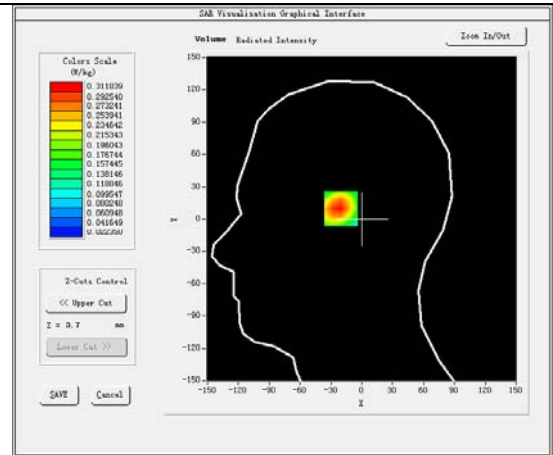 SAR Visualisation Graphical Interface
Volume Radiated Intensity
Zoom In/Out
Colors Scale
(W/kg)
0.311839
0.292540
0.273241
0.253941
0.234642
0.215343
0.196043
0.176744
0.157445
0.138146
0.118846
0.099547
0.080248
0.060948
0.041649
0.022350
Z-Cuts Control
<< Upper Cut
Z = 3.7 mm
Lower Cut >>
SAVE Cancel
150
120
90
60
30
0
-30
-60
-90
-120
-150
Y
-150 -120 -90 -60 -30 0 30 60 90 120 150
X